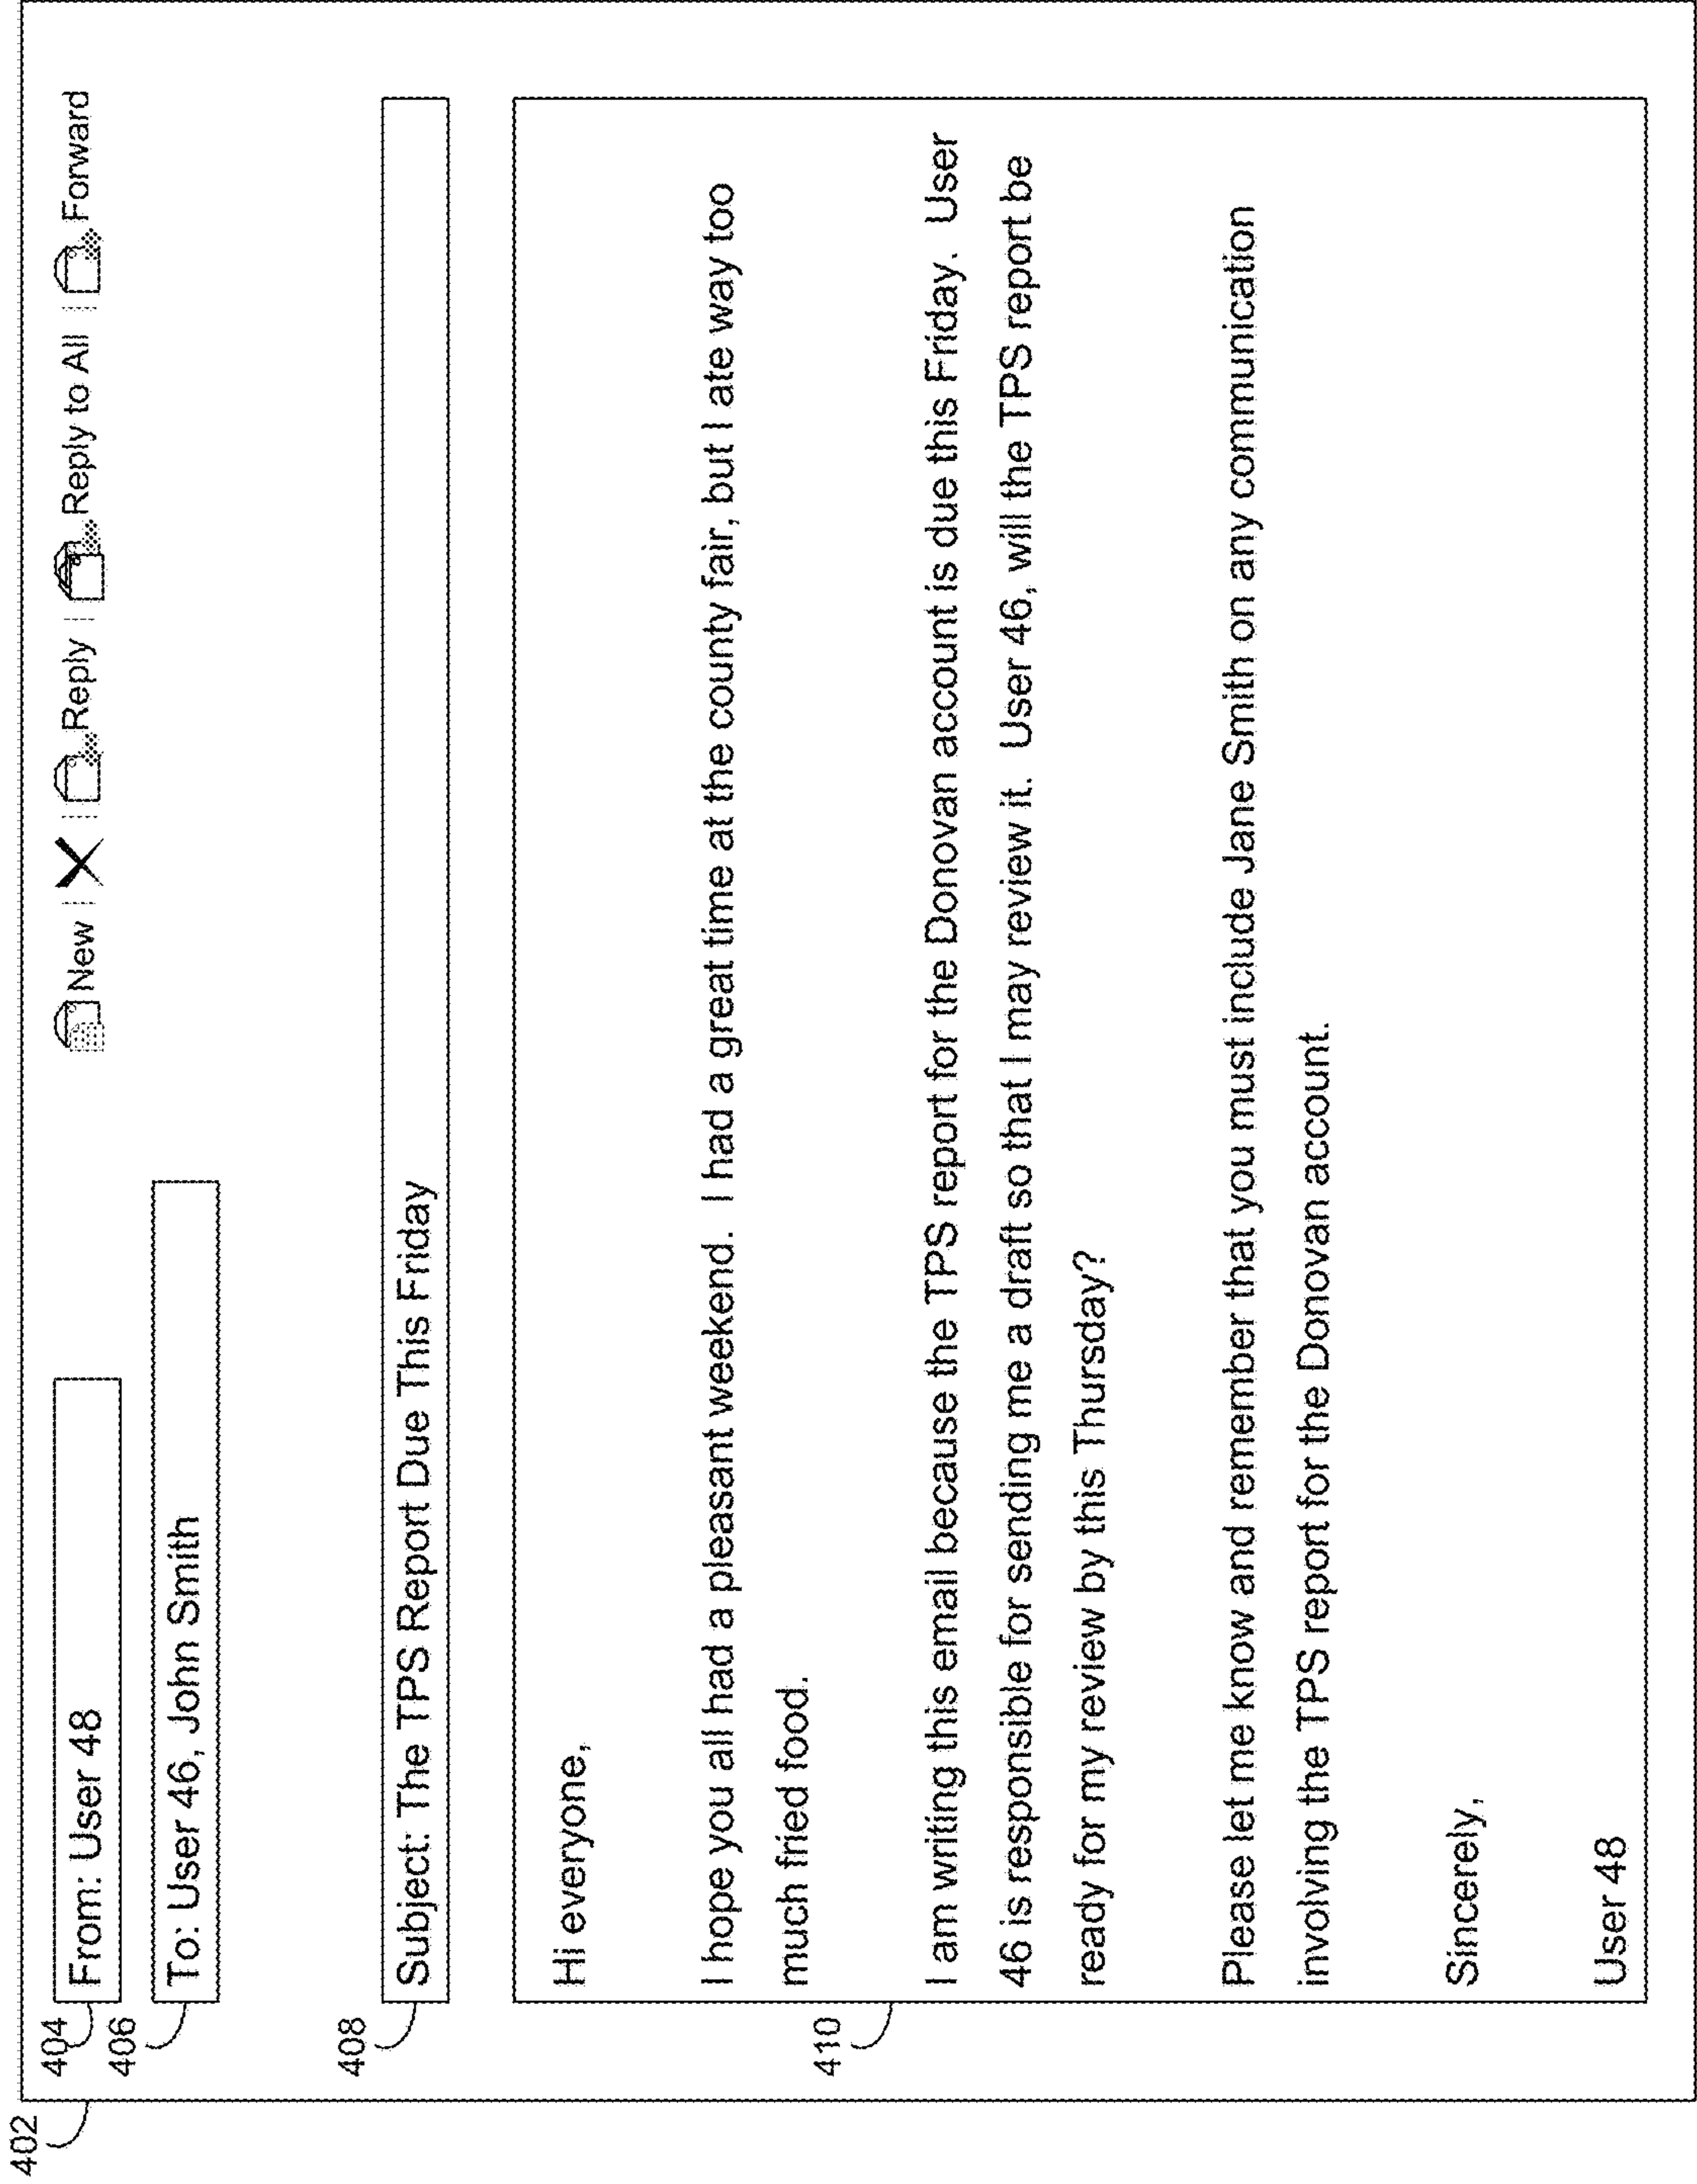 402
404
From: User 48
New | | Reply | Reply to All | Forward
406
To: User 46, John Smith
408
Subject: The TPS Report Due This Friday
410
Hi everyone,
I hope you all had a pleasant weekend. I had a great time at the county fair, but I ate way too
much fried food.
I am writing this email because the TPS report for the Donovan account is due this Friday. User
46 is responsible for sending me a draft so that I may review it. User 46, will the TPS report be
ready for my review by this Thursday?
Please let me know and remember that you must include Jane Smith on any communication
involving the TPS report for the Donovan account.
Sincerely,
User 48